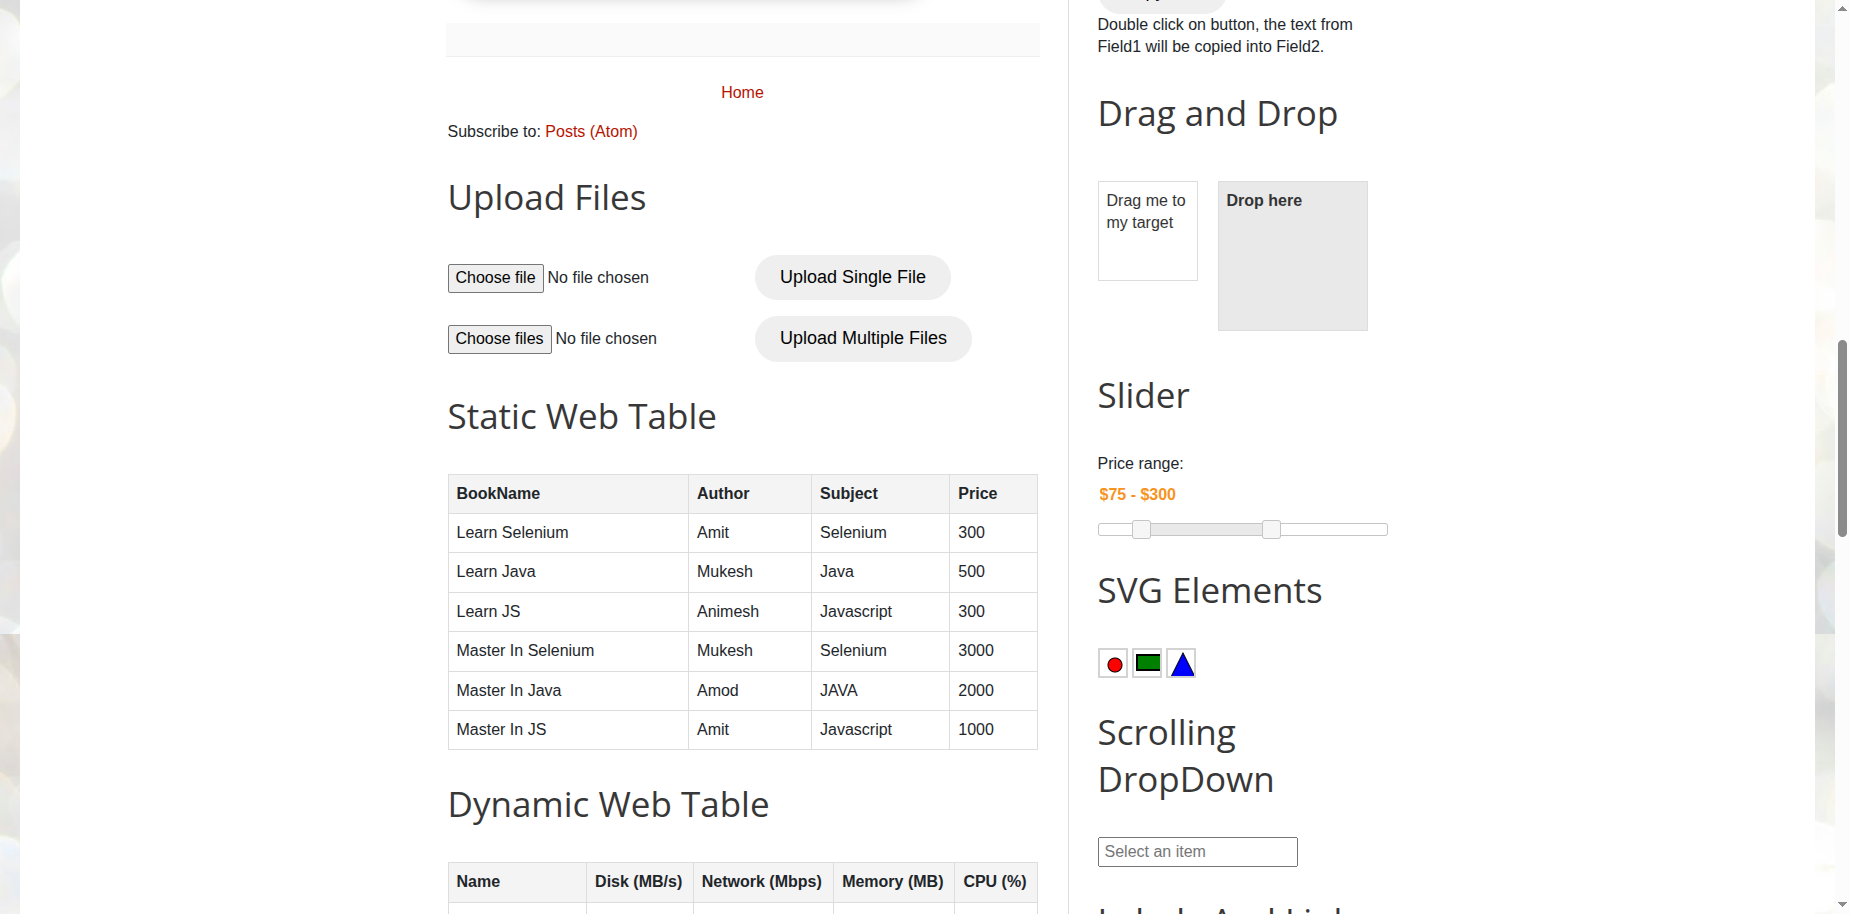 Home
Subscribe to: Posts (Atom)
Upload Files
Choose file No file chosen
Upload Single File
Choose files No file chosen
Upload Multiple Files
Static Web Table
BookName Author Subject Price
Learn Selenium Amit Selenium 300
Learn Java Mukesh Java 500
Learn JS Animesh Javascript 300
Master In Selenium Mukesh Selenium 3000
Master In Java Amod JAVA 2000
Master In JS Amit Javascript 1000
Dynamic Web Table
Name Disk (MB/s) Network (Mbps) Memory (MB) CPU (%)
Double click on button, the text from
Field1 will be copied into Field2.
Drag and Drop
Drag me to
my target
Drop here
Slider
Price range:
$75 - $300
SVG Elements
Scrolling
DropDown
Select an item